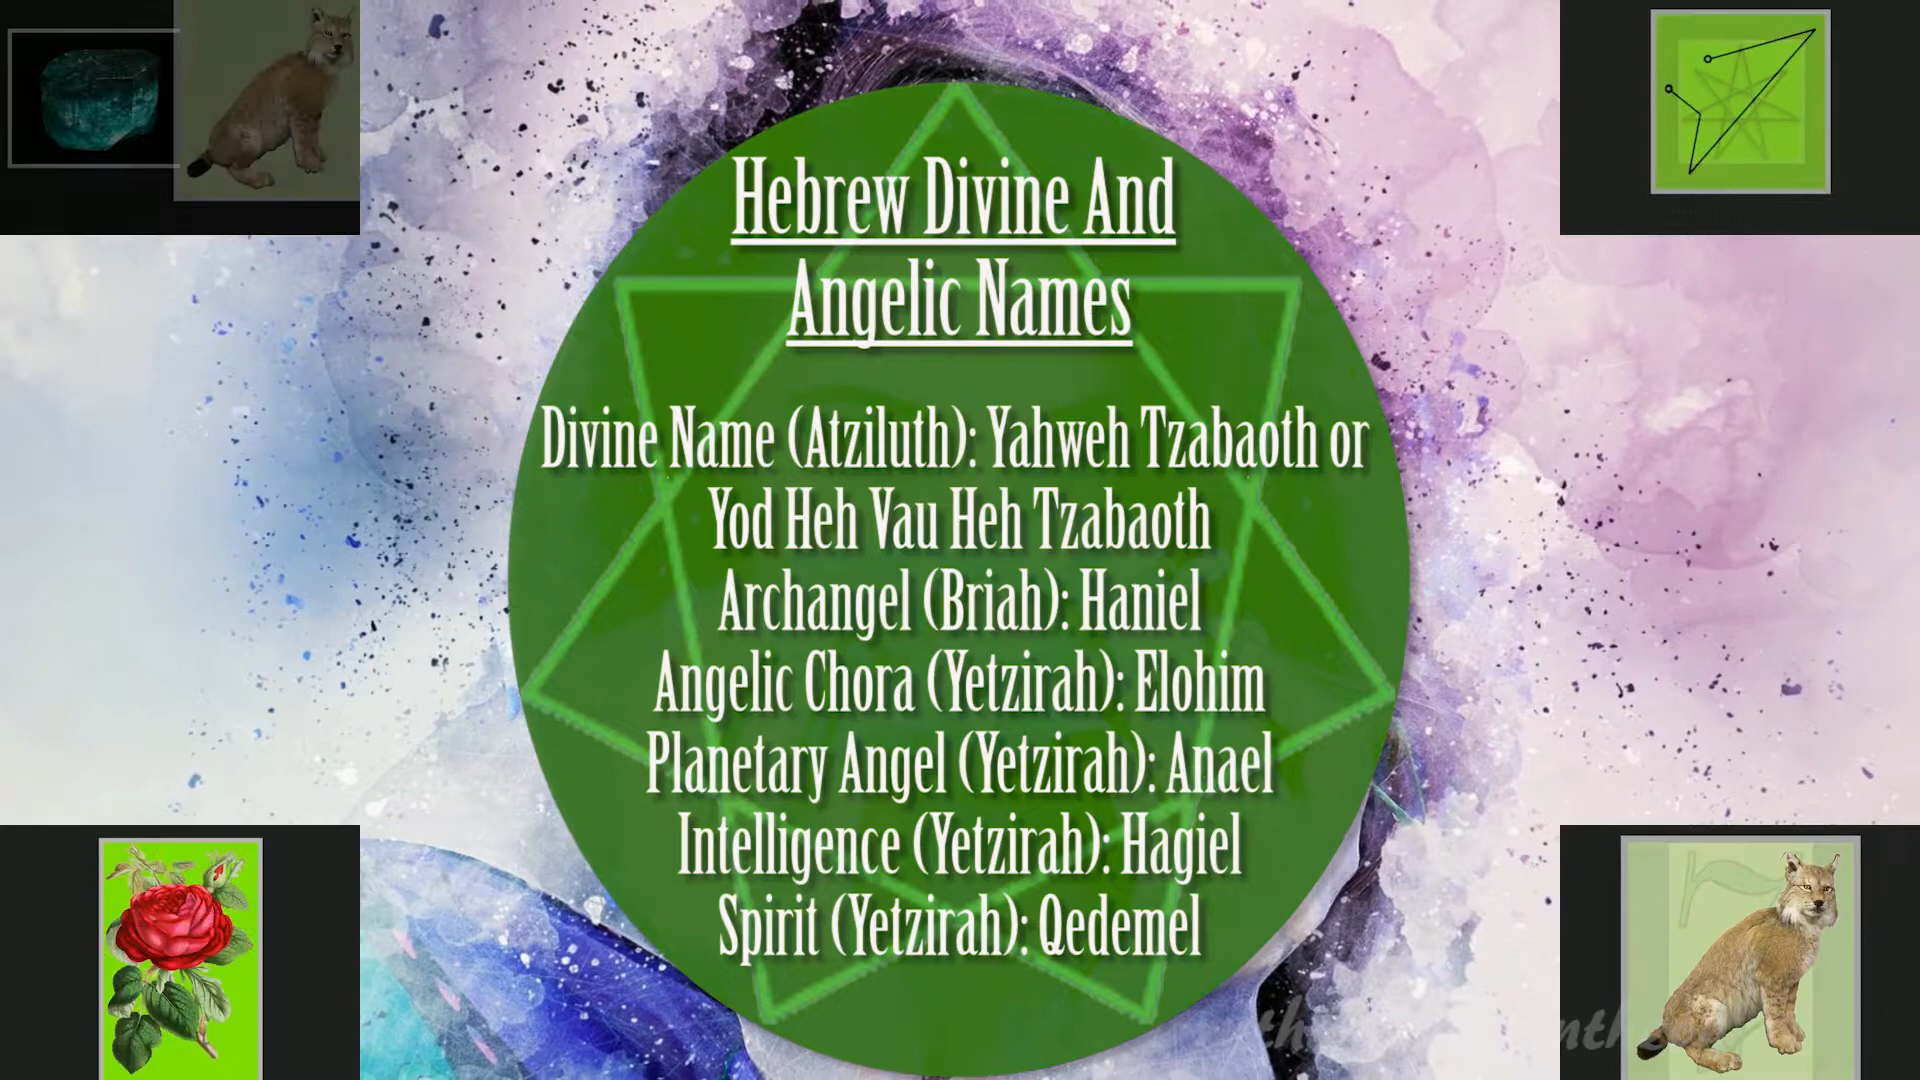 Hebrew Divine And
Angelic Names
Divine Name (Atziluth): Yahweh Tzabaoth or
Yod Heh Vau Heh Tzabaoth
Archangel (Briah): Haniel
Angelic Chora (Yetzirah): Elohim
Planetary Angel (Yetzirah): Anael
Intelligence (Yetzirah): Hagiel
Spirit (Yetzirah): Qedemel